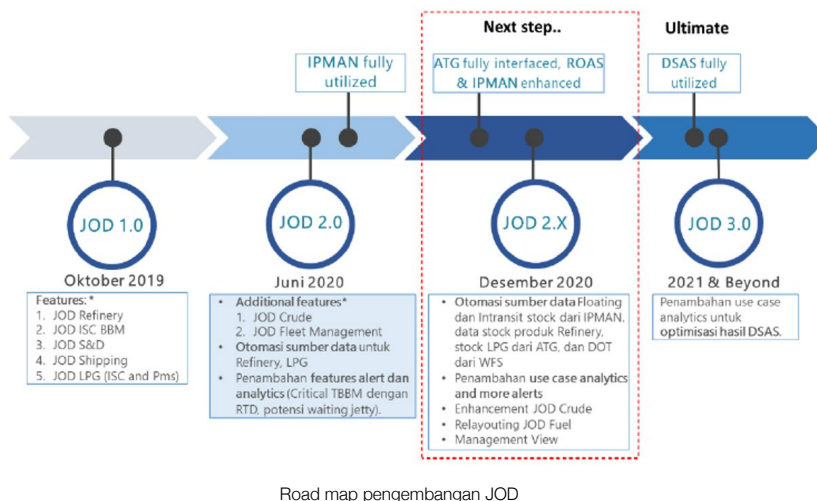 Next step..
Ultimate
IPMAN fully
utilized
ATG fully interfaced, ROAS
& IPMAN enhanced
DSAS fully
utilized
JOD 1.0
JOD 2.0
JOD 2.X
JOD 3.0
Oktober 2019
Features: *
1. JOD Refinery
2. JOD ISC BBM
3. JOD S&D
4. JOD Shipping
5. JOD LPG (ISC and Pms)
Juni 2020
• Additional features*
1. JOD Crude
2. JOD Fleet Management
• Otomasi sumber data untuk
Refinery, LPG
• Penambahan features alert dan
analytics (Critical TBBM dengan
RTD, potensi waiting jetty).
Desember 2020
• Otomasi sumber data Floating
dan Intransit stock dari IPMAN,
data stock produk Refinery,
stock LPG dari ATG, dan DOT
dari WFS
• Penambahan use case analytics
and more alerts
• Enhancement JOD Crude
• Relayouting JOD Fuel
• Management View
2021 & Beyond
Penambahan use case
analytics untuk
optimisasi hasil DSAS.
Road map pengembangan JOD